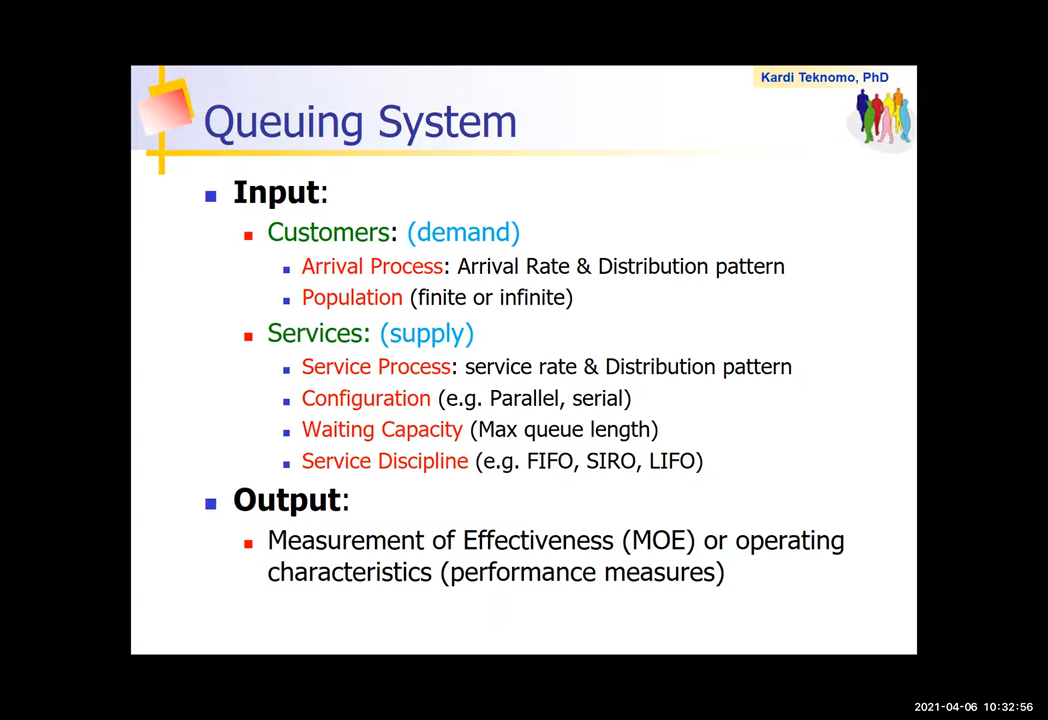 Kardi Teknomo, PhD
Queuing System
Input:
Customers: (demand)
Arrival Process: Arrival Rate & Distribution pattern
Population (finite or infinite)
Services: (supply)
Service Process: service rate & Distribution pattern
Configuration (e.g. Parallel, serial)
Waiting Capacity (Max queue length)
Service Discipline (e.g. FIFO, SIRO, LIFO)
Output:
Measurement of Effectiveness (MOE) or operating
characteristics (performance measures)
2021-04-06 10:32:56